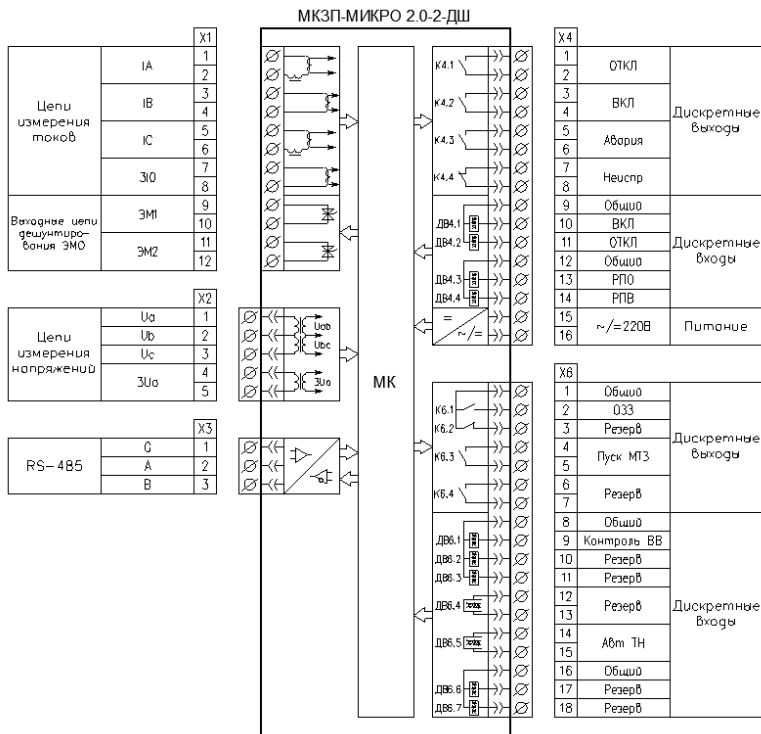 МКЗП-МИКРО 2.0-2-ДШ
X1
Цепи
измерения
токов
IA
1
2
IB
3
4
IC
5
6
3I0
7
8
Выходные цепи
дешунтиро-
вания ЭМО
ЭМ1
9
10
ЭМ2
11
12
X2
Цепи
измерения
напряжений
Ua
1
Ub
2
Uc
3
3Uo
4
5
Uab
Ubc
3Uo
X3
RS-485
G
1
A
2
B
3
МК
K4.1
K4.2
K4.3
K4.4
ДВ4.1
ДВ4.2
ДВ4.3
ДВ4.4
=
~/=
X4
1
2
ОТКЛ
3
4
ВКЛ
5
6
Авария
7
8
Неиспр
Дискретные
выходы
9
Общий
10
ВКЛ
11
ОТКЛ
12
Общий
13
РПО
14
РПВ
Дискретные
входы
15
16
~/=220В
Питание
K6.1
K6.2
K6.3
K6.4
ДВ6.1
ДВ6.2
ДВ6.3
ДВ6.4
ДВ6.5
ДВ6.6
ДВ6.7
X6
1
Общий
2
ОЗЗ
3
Резерв
4
5
Пуск МТЗ
6
7
Резерв
Дискретные
выходы
8
Общий
9
Контроль ВВ
10
Резерв
11
Резерв
12
13
Резерв
14
15
Авт ТН
16
Общий
17
Резерв
18
Резерв
Дискретные
входы